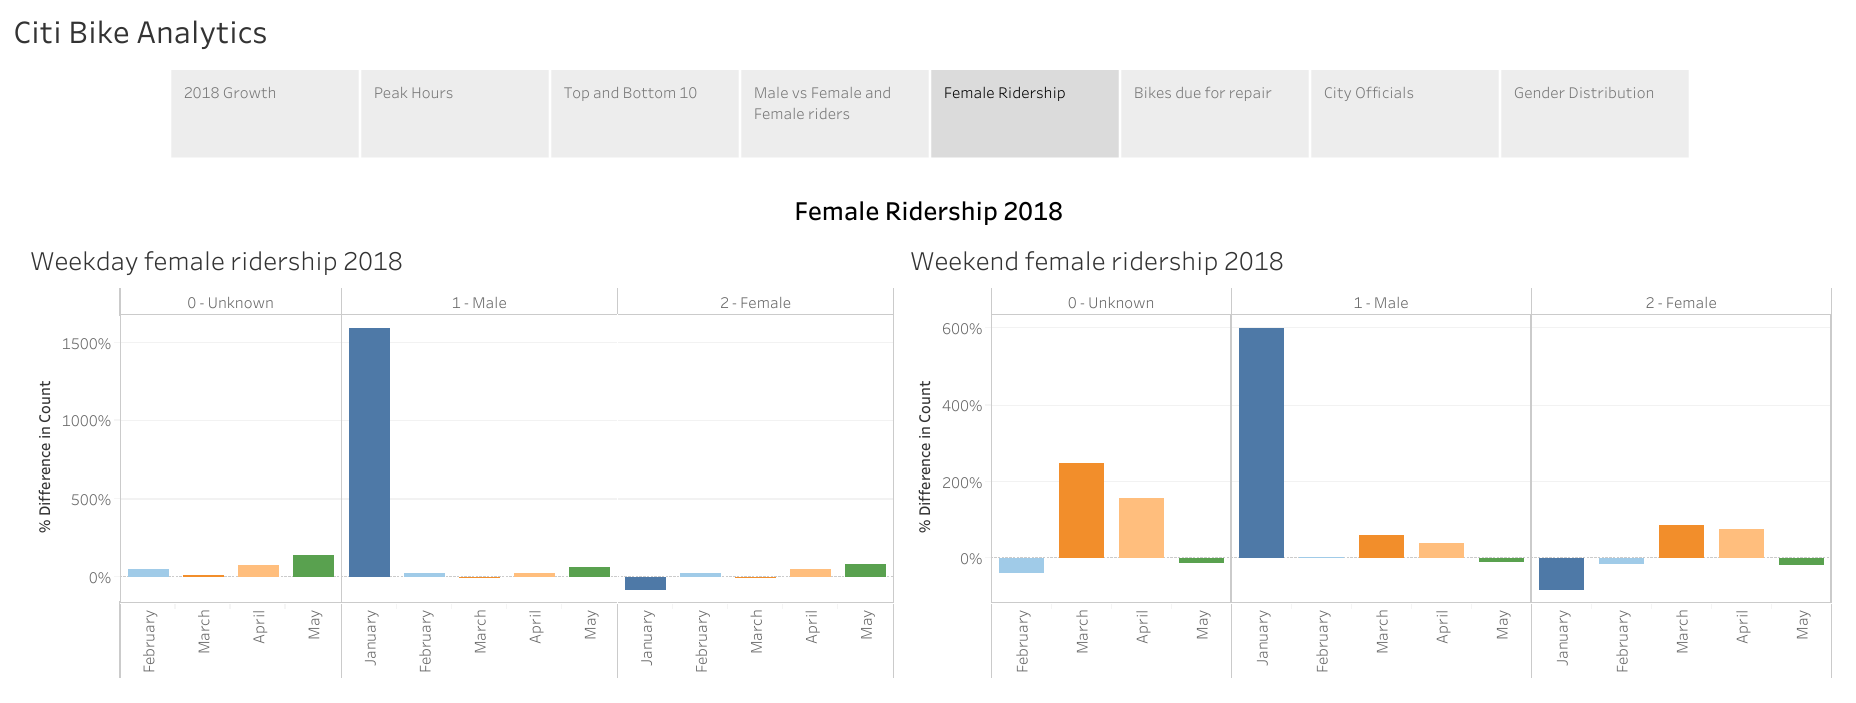 Citi Bike Analytics
2018 Growth
Peak Hours
Top and Bottom 10
Male vs Female and
Female riders
Female Ridership
Bikes due for repair
City Officials
Gender Distribution
Female Ridership 2018
Weekday female ridership 2018
0 - Unknown
1 - Male
2 - Female
% Difference in Count
1500%
1000%
500%
0%
February
March
April
May
January
February
March
April
May
January
February
March
April
May
Weekend female ridership 2018
0 - Unknown
1 - Male
2 - Female
% Difference in Count
600%
400%
200%
0%
February
March
April
May
January
February
March
April
May
January
February
March
April
May